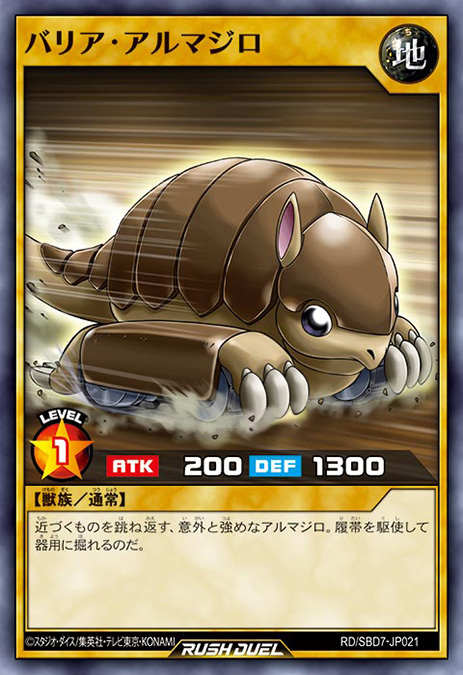 バリア・アルマジロ
地
LEVEL
1
ATK 200 DEF 1300
【獣族／通常】
近づくものを跳ね返す、意外と強めなアルマジロ。履帯を駆使して
器用に掘れるのだ。
©スタジオ・ダイス/集英社・テレビ東京・KONAMI
RUSH DUEL
RD/SBD7-JP021